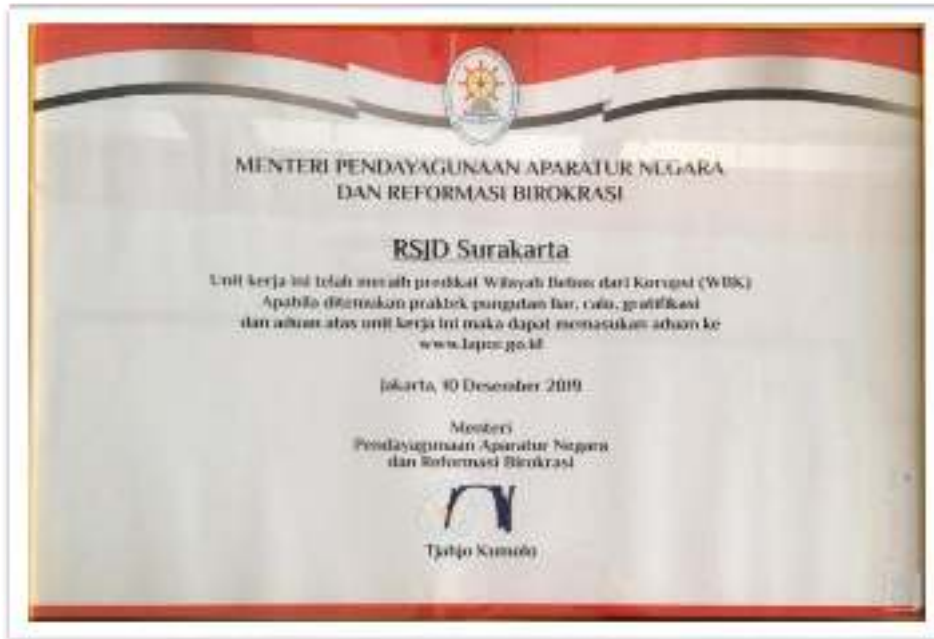 MENTERI PENDAYAGUNAAN APARATUR NEGARA
DAN REFORMASI BIROKRASI
RSJD Surakarta
Unit kerja ini telah meraih predikat Wilayah Bebas dari Korupsi (WBK)
Apabila ditemukan praktek pungutan liar, calo, gratifikasi
dan aduan atas unit kerja ini maka dapat memasukan aduan ke
www.lapor.go.id
Jakarta, 10 Desember 2019
Menteri
Pendayagunaan Aparatur Negara
dan Reformasi Birokrasi
Tjahjo Kumolo